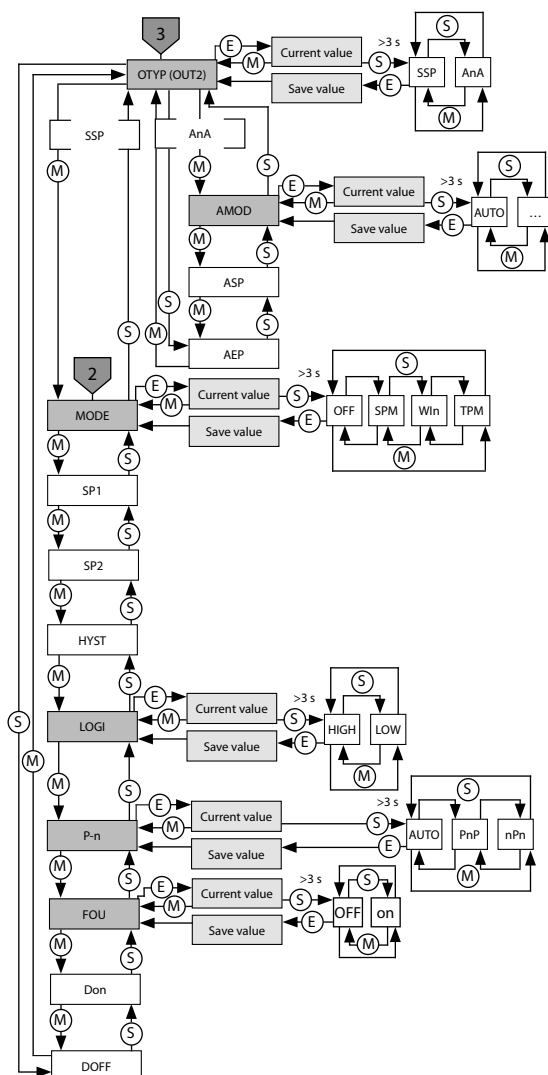 3
E Current value >3 s S
OTYP (OUT2) M S SSP AnA
Save value E M
SSP AnA
M M S
E Current value >3 s S
AMOD M S AUTO ...
Save value E M
M S
ASP
S M M S
AEP
S
2
E Current value >3 s S
MODE M S OFF SPM WIn TPM
Save value E M
M S
SP1
M S
SP2
M S
HYST
M S
E Current value >3 s S
LOGI M S HIGH LOW
Save value E M
S M
M S
E Current value >3 s S
P-n M S AUTO PnP nPn
Save value E M
M S
E Current value >3 s S
FOU M S OFF on
Save value E M
M S
Don
M S
DOFF